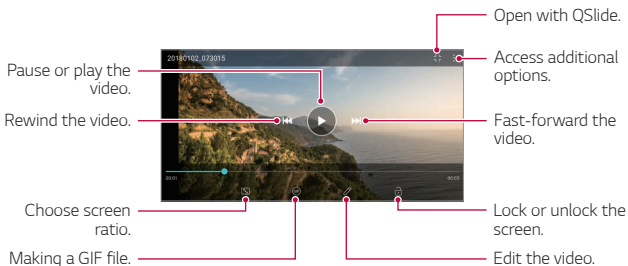 Open with QSlide.
20180102_073015
Access additional
options.
Pause or play the
video.
Rewind the video.
Fast-forward the
video.
00:01
00:05
GIF
Choose screen
ratio.
Lock or unlock the
screen.
Making a GIF file.
Edit the video.